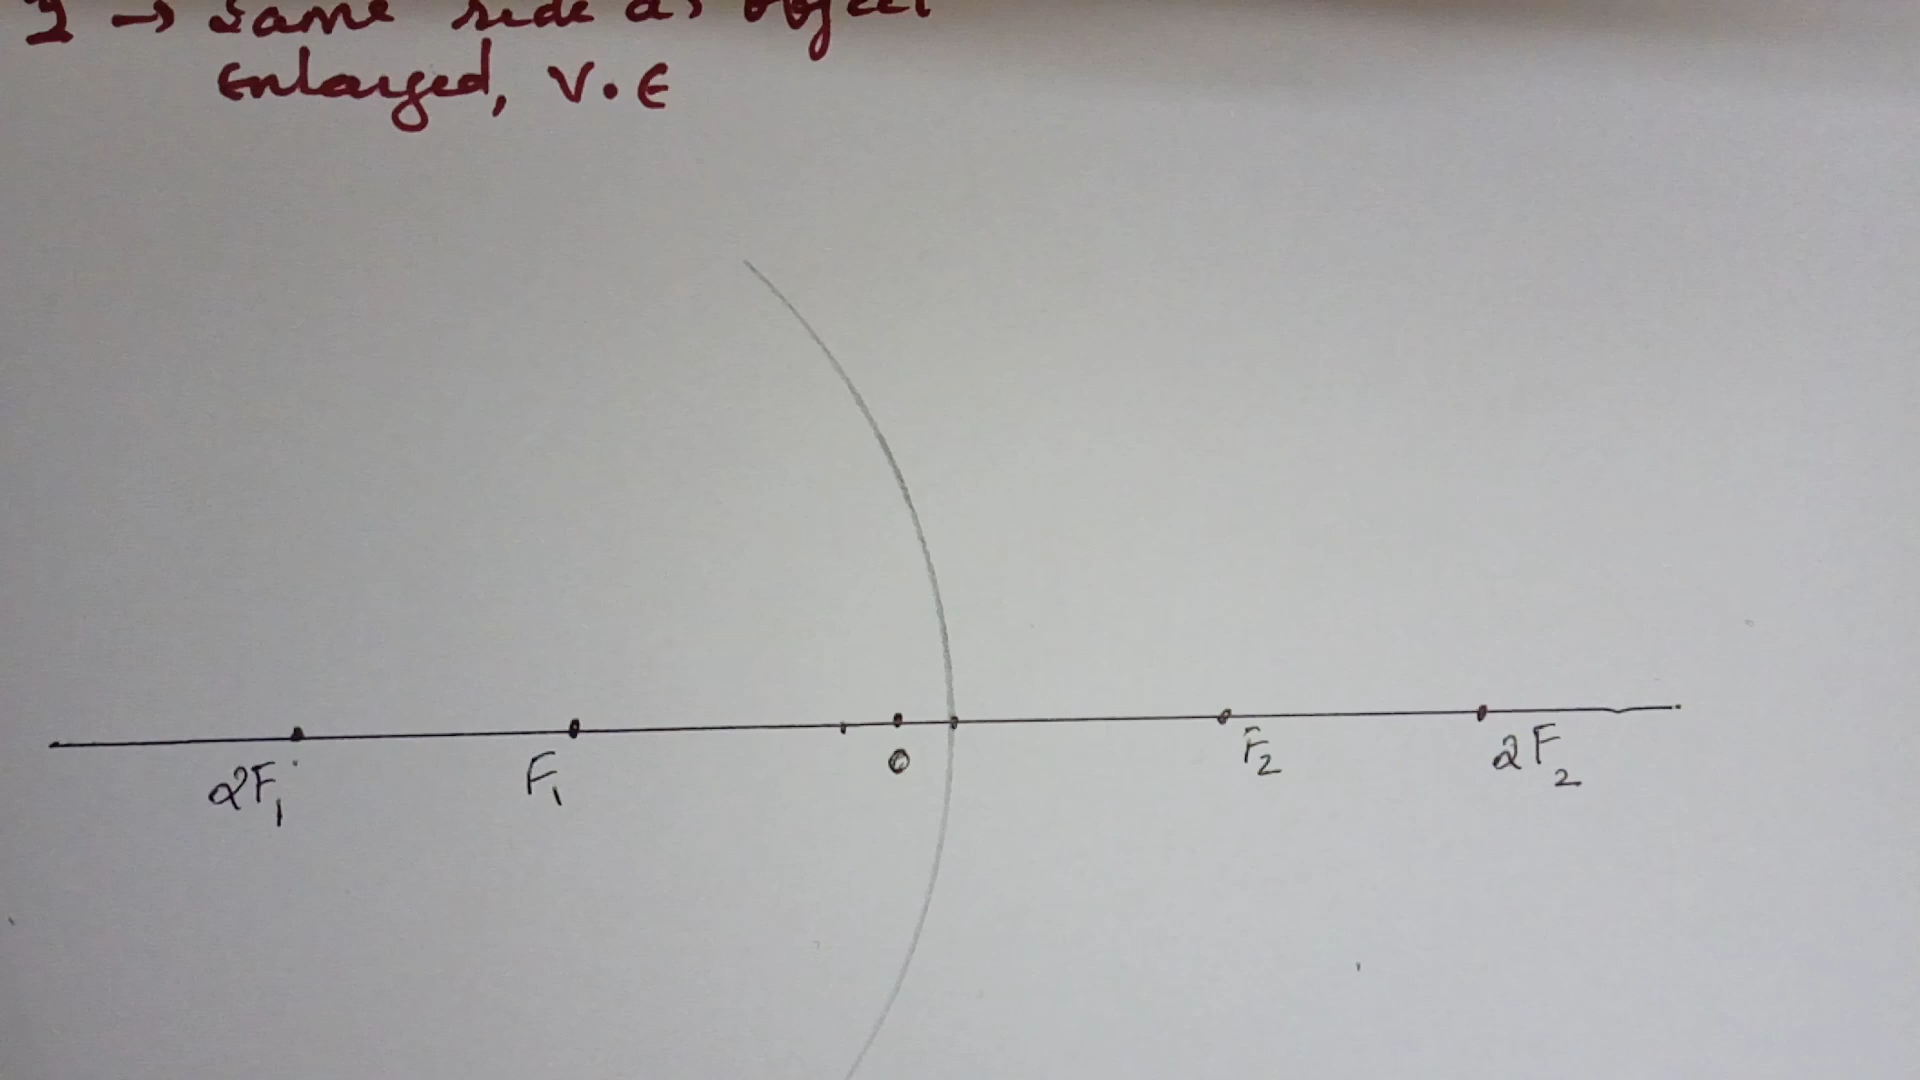 I → Same side as object
Enlarged, V.E
2F₁ F₁ O F₂ 2F₂